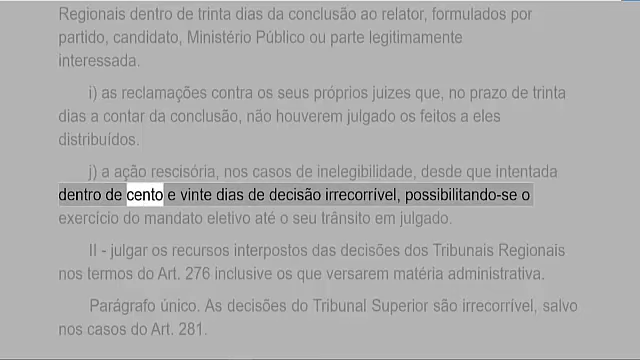 Regionais dentro de trinta dias da conclusão ao relator, formulados por
partido, candidato, Ministério Público ou parte legitimamente
interessada.
i) as reclamações contra os seus próprios juizes que, no prazo de trinta
dias a contar da conclusão, não houverem julgado os feitos a eles
distribuídos.
j) a ação rescisória, nos casos de inelegibilidade, desde que intentada
dentro de cento e vinte dias de decisão irrecorrível, possibilitando-se o
exercício do mandato eletivo até o seu trânsito em julgado.
II - julgar os recursos interpostos das decisões dos Tribunais Regionais
nos termos do Art. 276 inclusive os que versarem matéria administrativa.
Parágrafo único. As decisões do Tribunal Superior são irrecorrível, salvo
nos casos do Art. 281.